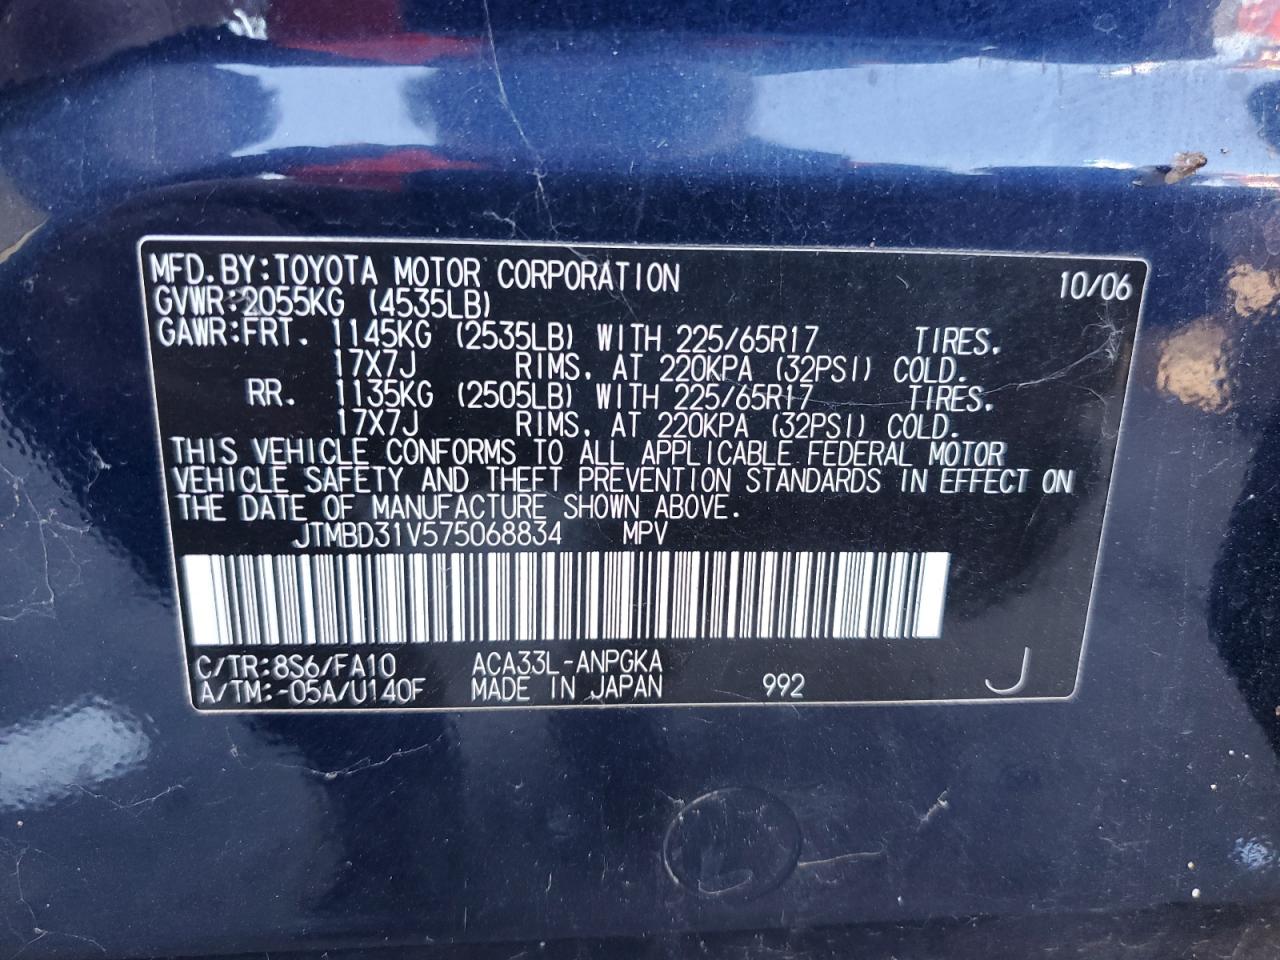 MFD.BY:TOYOTA MOTOR CORPORATION 10/06
GVWR:2055KG (4535LB)
GAWR:FRT. 1145KG (2535LB) WITH 225/65R17 TIRES.
17X7J RIMS. AT 220KPA (32PSI) COLD.
RR. 1135KG (2505LB) WITH 225/65R17 TIRES.
17X7J RIMS. AT 220KPA (32PSI) COLD.
THIS VEHICLE CONFORMS TO ALL APPLICABLE FEDERAL MOTOR
VEHICLE SAFETY AND THEFT PREVENTION STANDARDS IN EFFECT ON
THE DATE OF MANUFACTURE SHOWN ABOVE.
JTMBD31V575068834 MPV
C/TR:8S6/FA10 ACA33L-ANPGKA
A/TM:-05A/U140F MADE IN JAPAN 992 J